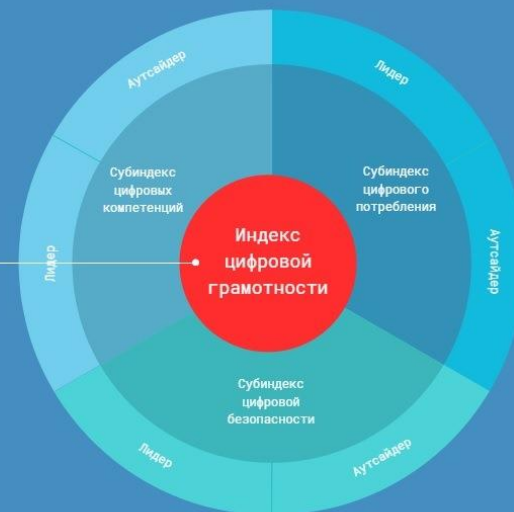 Аутсайдер
Лидер
Субиндекс
цифровых
компетенций
Субиндекс
цифрового
потребления
Индекс
цифровой
грамотности
Лидер
Аутсайдер
Субиндекс
цифровой
безопасности
Лидер
Аутсайдер